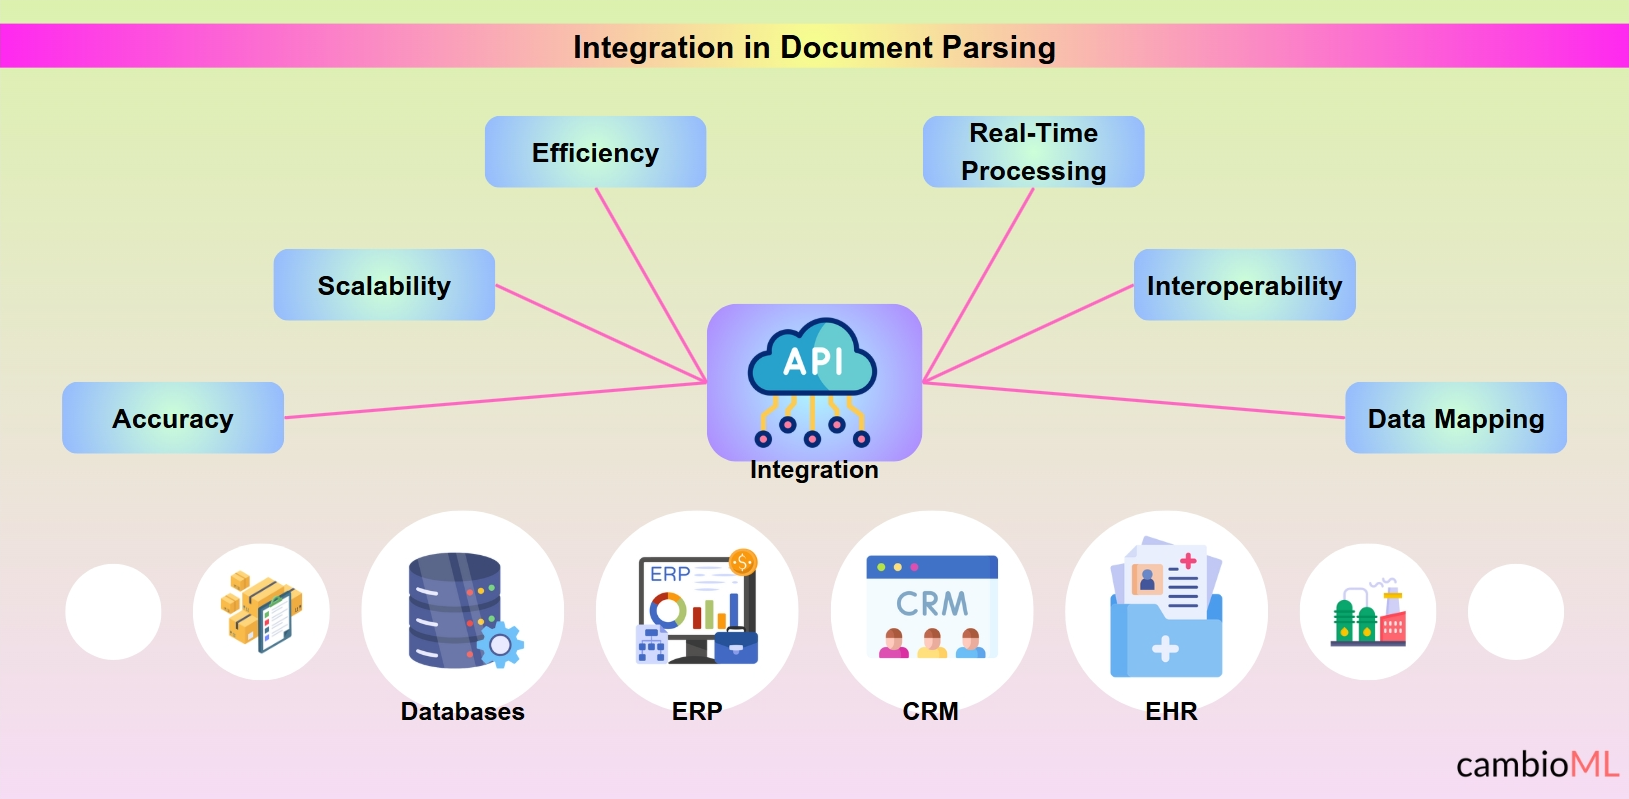 Integration in Document Parsing
Efficiency
Real-Time
Processing
Scalability
Interoperability
API
Accuracy
Data Mapping
Integration
ERP
$
CRM
Databases
ERP
CRM
EHR
cambioML